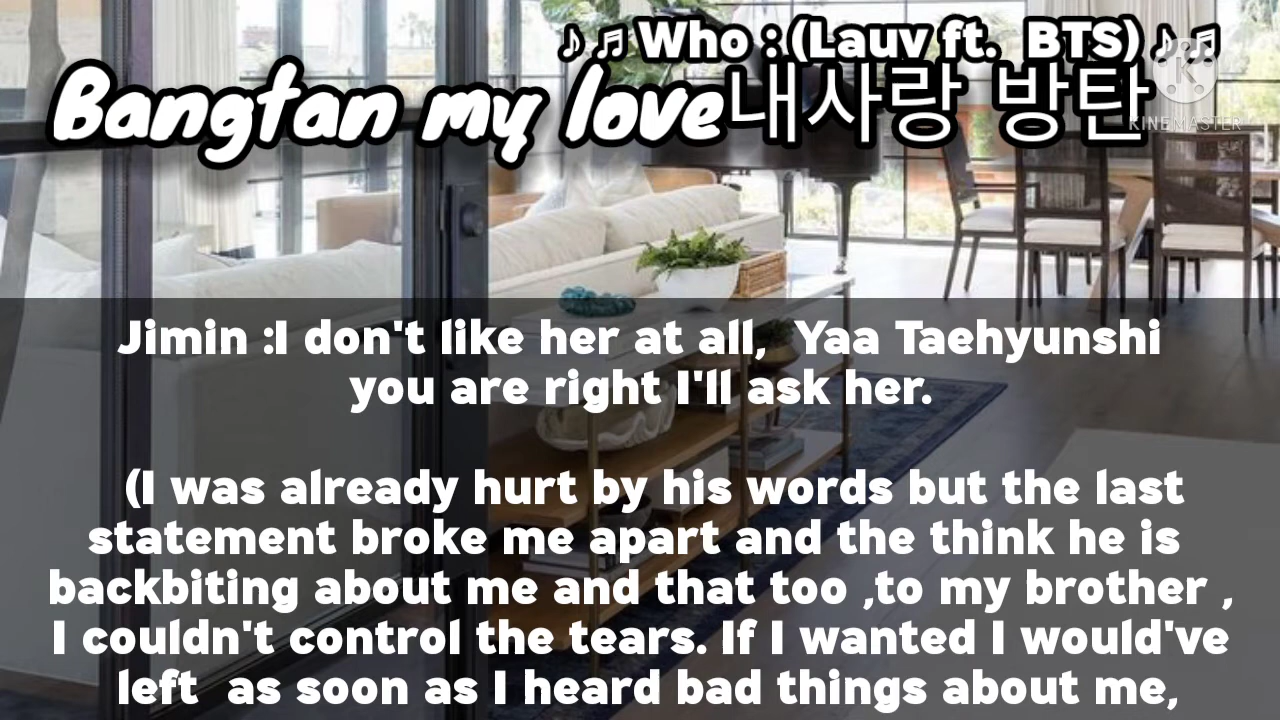 ♪ ♫ Who :(Lauv ft. BTS) ♪♫
Bangtan my love내사랑 방탄
KINEMASTER
Jimin :I don't like her at all, Yaa Taehyunshi
you are right I'll ask her.
(I was already hurt by his words but the last
statement broke me apart and the think he is
backbiting about me and that too ,to my brother ,
I couldn't control the tears. If I wanted I would've
left as soon as I heard bad things about me,